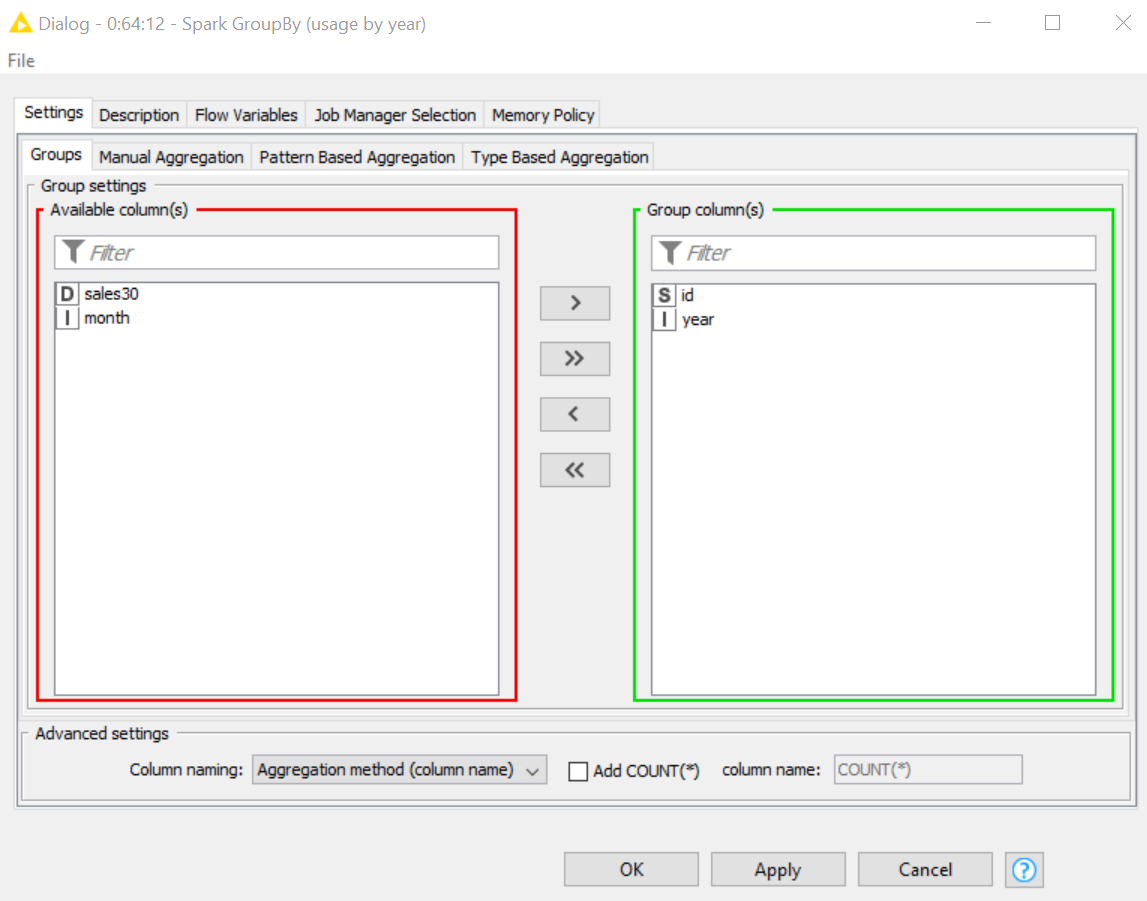 Dialog - 0:64:12 - Spark GroupBy (usage by year)
File
Settings Description Flow Variables Job Manager Selection Memory Policy
Groups Manual Aggregation Pattern Based Aggregation Type Based Aggregation
Group settings
Available column(s) Group column(s)
Filter Filter
D sales30 S id
I month I year
> 
>>
<
<<
Advanced settings
Column naming: Aggregation method (column name) Add COUNT(*) column name: COUNT(*)
OK Apply Cancel ?